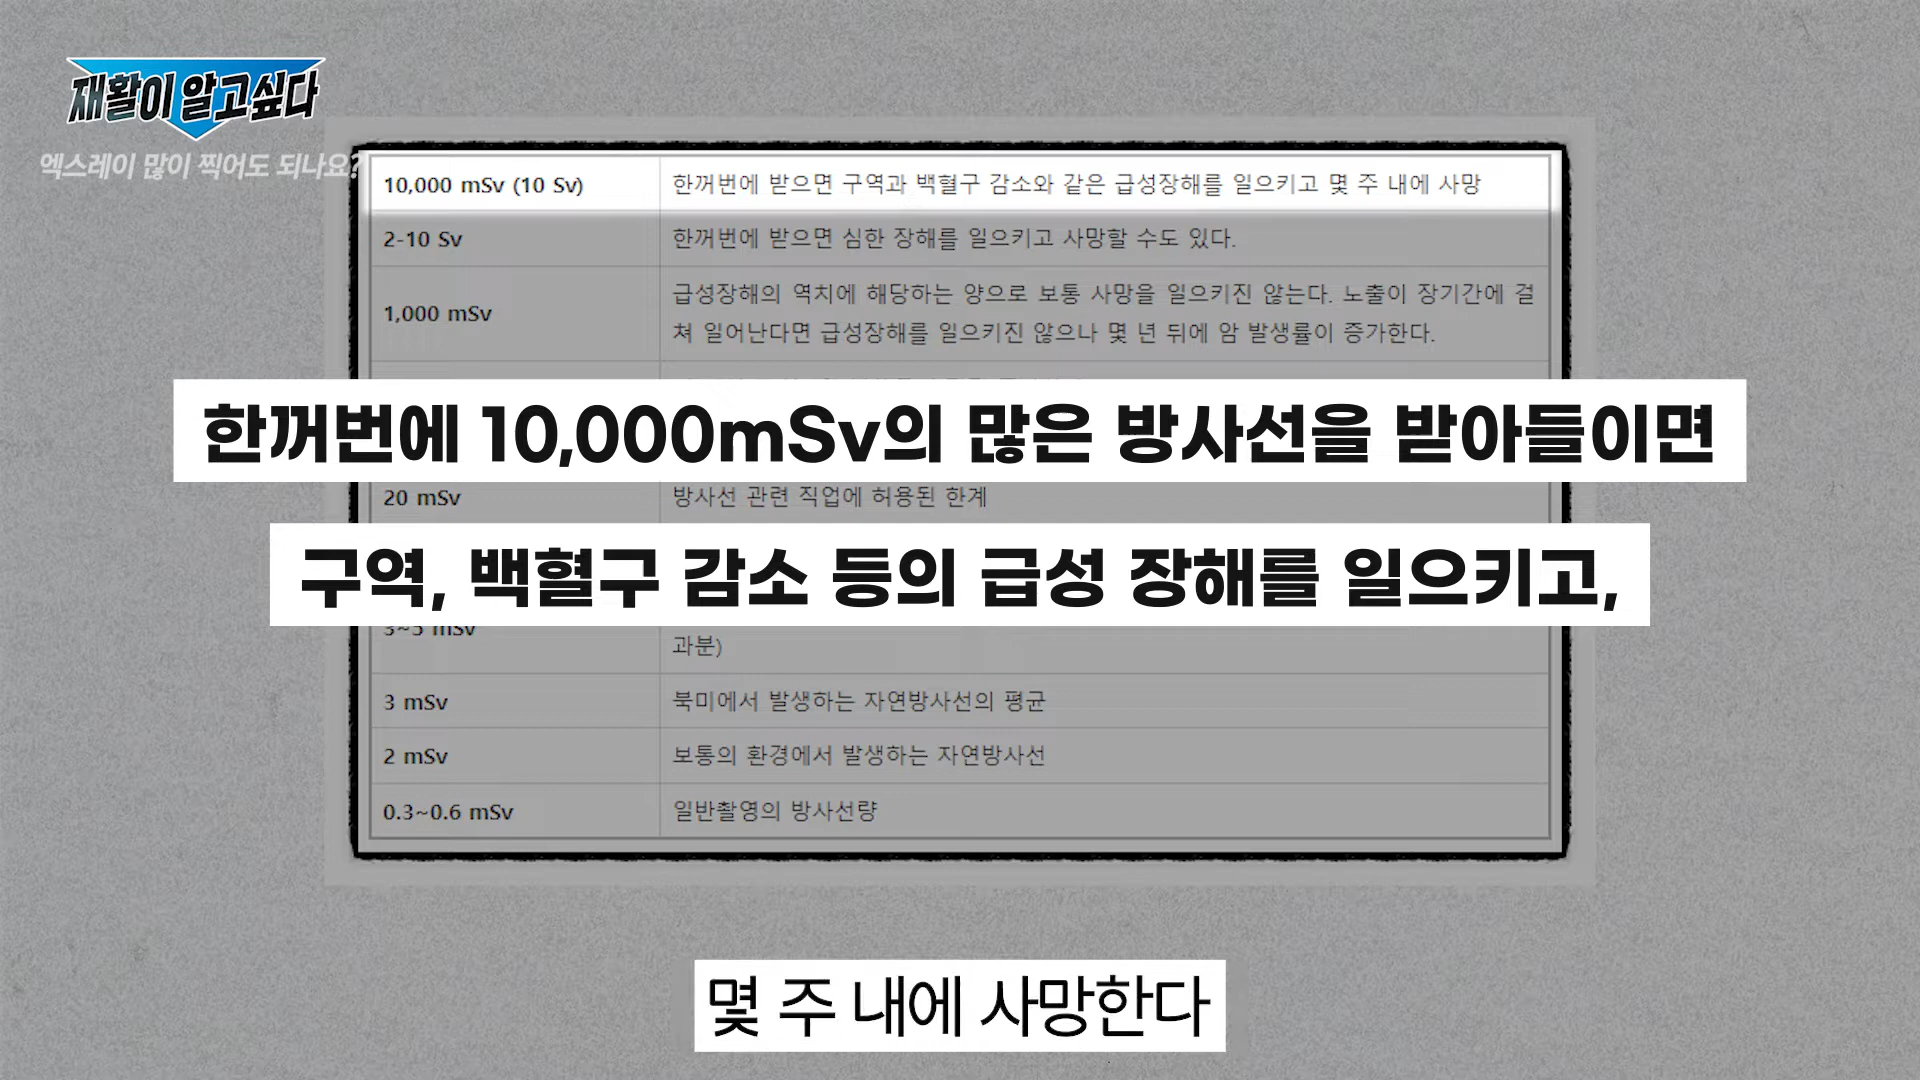 재활이 알고싶다
엑스레이 많이 찍어도 되나요?
10,000 mSv (10 Sv) 한꺼번에 받으면 구역과 백혈구 감소와 같은 급성장해를 일으키고 몇 주 내에 사망
2-10 Sv 한꺼번에 받으면 심한 장해를 일으키고 사망할 수도 있다.
1,000 mSv 급성장해의 역치에 해당하는 양으로 보통 사망을 일으키진 않는다. 노출이 장기간에 걸
쳐 일어난다면 급성장해를 일으키진 않으나 몇 년 뒤에 암 발생률이 증가한다.
한꺼번에 10,000mSv의 많은 방사선을 받아들이면
20 mSv 방사선 관련 직업에 허용된 한계
구역, 백혈구 감소 등의 급성 장해를 일으키고,
3~5 mSv
과분)
3 mSv 북미에서 발생하는 자연방사선의 평균
2 mSv 보통의 환경에서 발생하는 자연방사선
0.3~0.6 mSv 일반촬영의 방사선량
몇 주 내에 사망한다